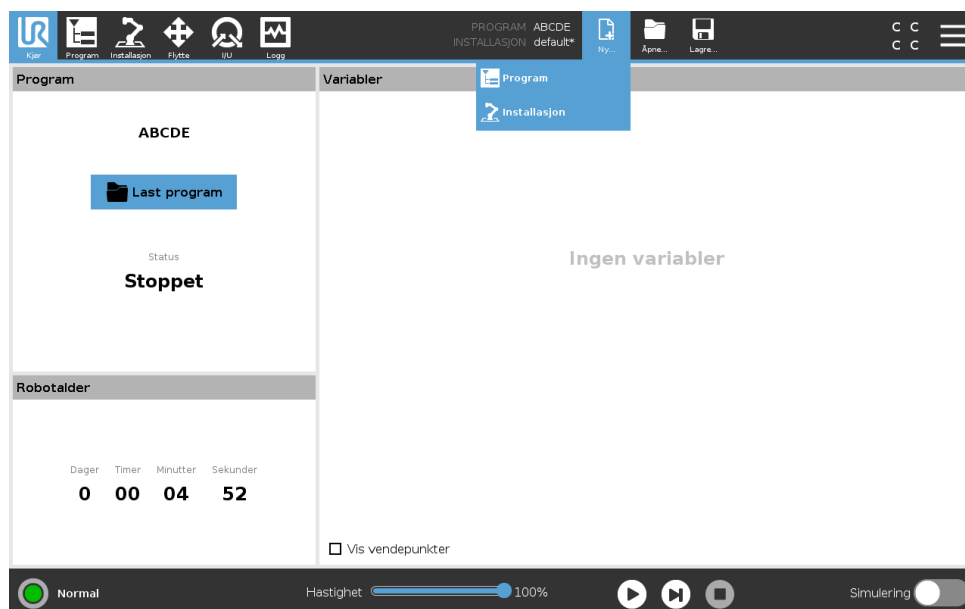 UR
Kjør
Program
Installasjon
Flytte
I/U
Logg
PROGRAM ABCDE
INSTALLASJON default*
Ny...
Åpne...
Lagre...
C C
C C
Program
Variabler
Program
Installasjon
ABCDE
Last program
Status
Stoppet
Ingen variabler
Robotalder
Dager Timer Minutter Sekunder
0 00 04 52
Vis vendepunkter
Normal
Hastighet 100%
Simulering